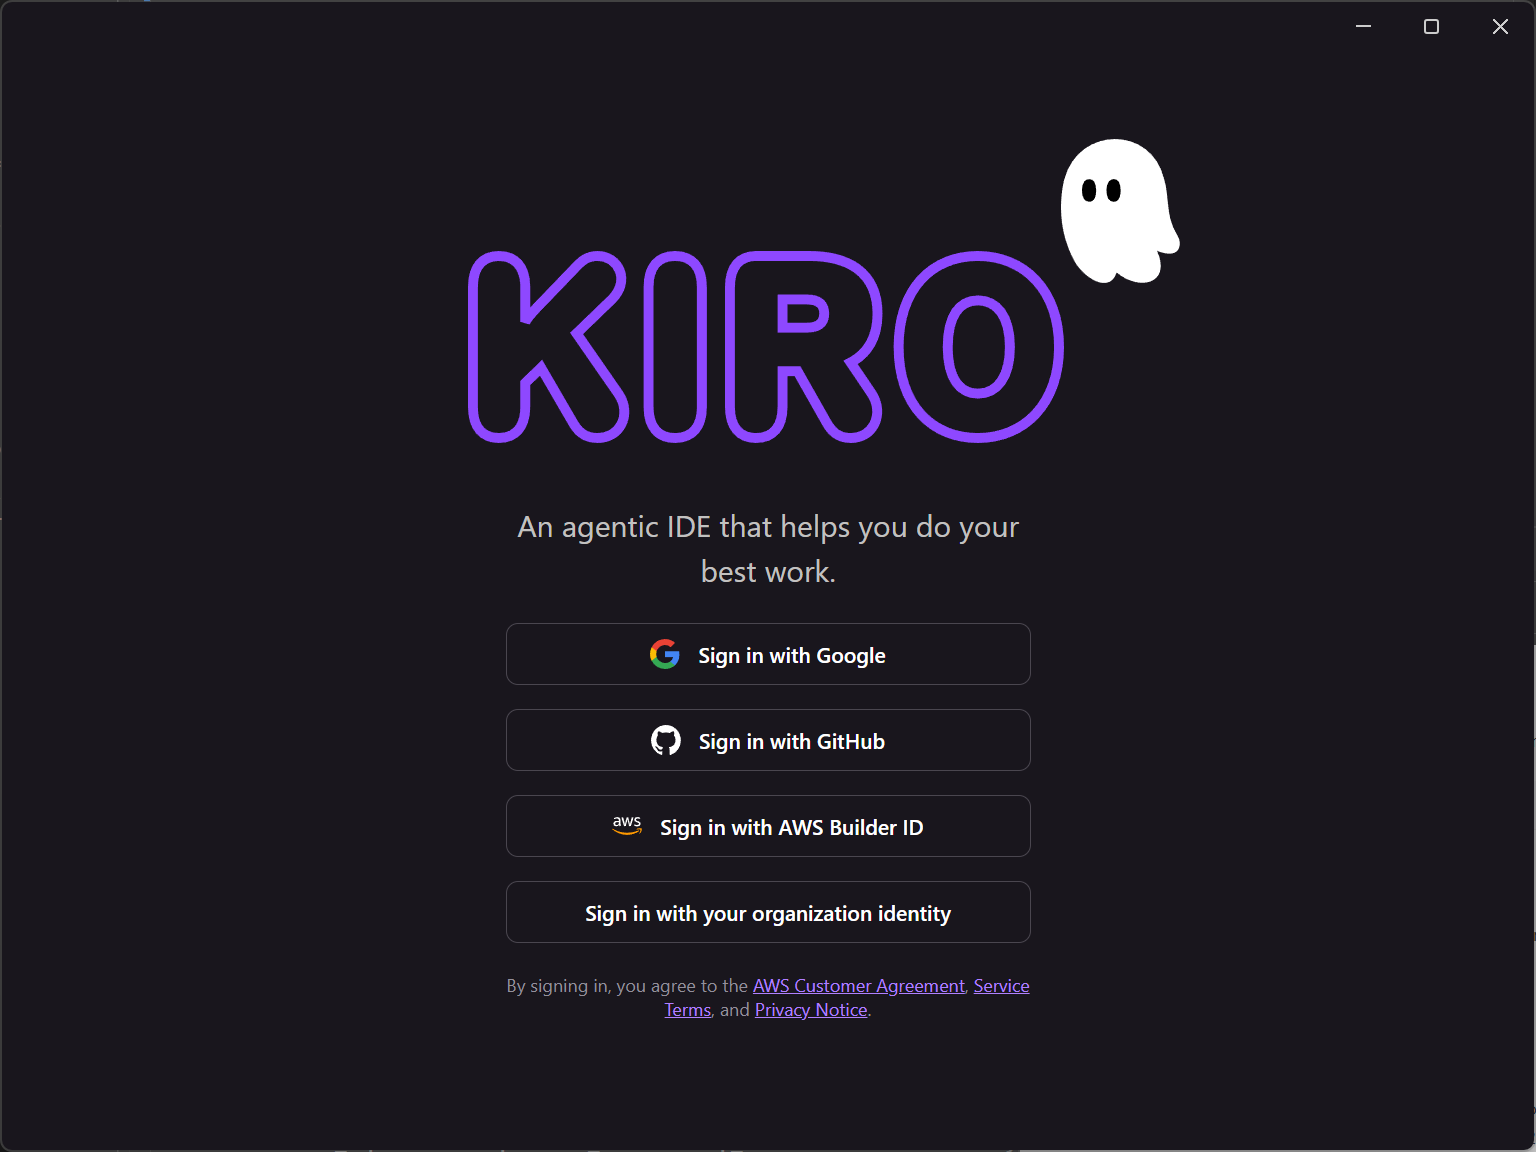 KIRO
An agentic IDE that helps you do your
best work.
Sign in with Google
Sign in with GitHub
aws Sign in with AWS Builder ID
Sign in with your organization identity
By signing in, you agree to the AWS Customer Agreement, Service
Terms, and Privacy Notice.